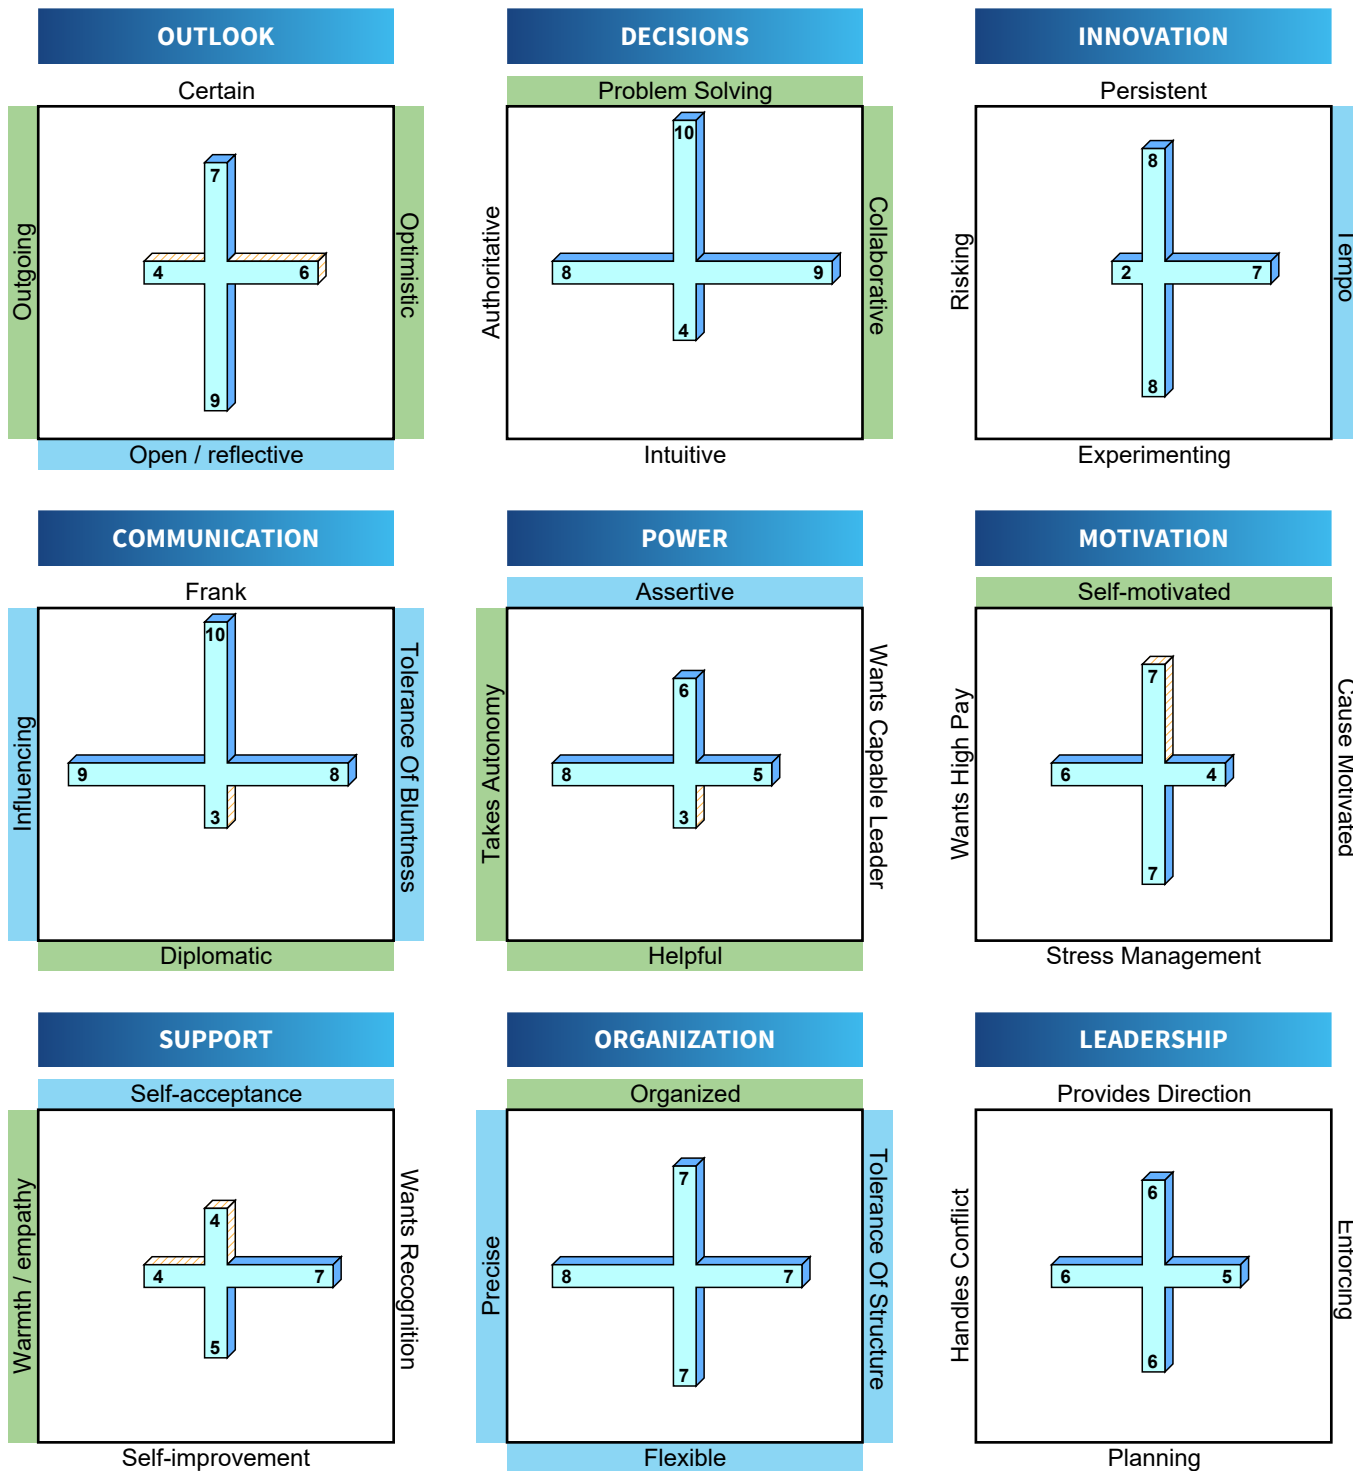 OUTLOOK
Certain
Outgoing
7
4
6
9
Optimistic
Open / reflective
DECISIONS
Problem Solving
Authoritative
10
8
9
4
Collaborative
Intuitive
INNOVATION
Persistent
Risking
8
2
7
8
Tempo
Experimenting
COMMUNICATION
Frank
Influencing
10
9
8
3
Tolerance Of Bluntness
Diplomatic
POWER
Assertive
Takes Autonomy
6
8
5
3
Wants Capable Leader
Helpful
MOTIVATION
Self-motivated
Wants High Pay
7
6
4
7
Cause Motivated
Stress Management
SUPPORT
Self-acceptance
Warmth / empathy
4
4
7
5
Wants Recognition
Self-improvement
ORGANIZATION
Organized
Precise
7
8
7
7
Tolerance Of Structure
Flexible
LEADERSHIP
Provides Direction
Handles Conflict
6
6
5
6
Enforcing
Planning